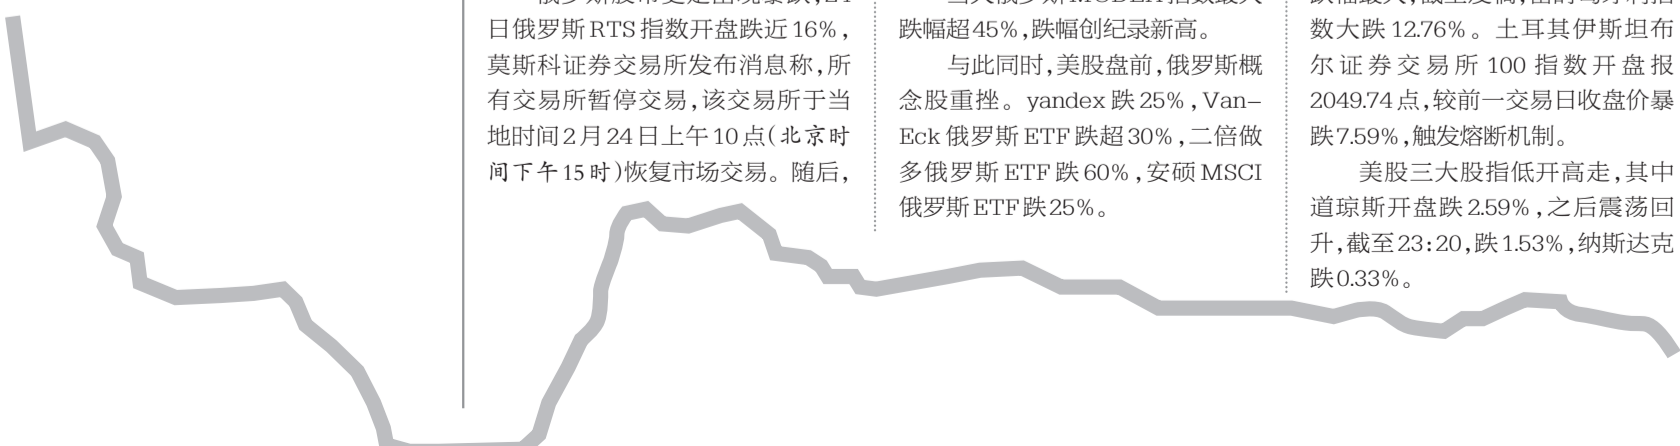 日俄罗斯RTS指数开盘跌近16%，
莫斯科证券交易所发布消息称，所
有交易所暂停交易，该交易所于当
地时间2月24日上午10点(北京时
间下午15时)恢复市场交易。随后，
跌幅超45%，跌幅创纪录新高。
与此同时，美股盘前，俄罗斯概
念股重挫。yandex跌25%，Van-
Eck俄罗斯ETF跌超30%，二倍做
多俄罗斯ETF跌60%，安硕MSCI
俄罗斯ETF跌25%。
数大跌12.76%。土耳其伊斯坦布
尔证券交易所100指数开盘报
2049.74点，较前一交易日收盘价暴
跌7.59%，触发熔断机制。
美股三大股指低开高走，其中
道琼斯开盘跌2.59%，之后震荡回
升，截至23:20，跌1.53%，纳斯达克
跌0.33%。